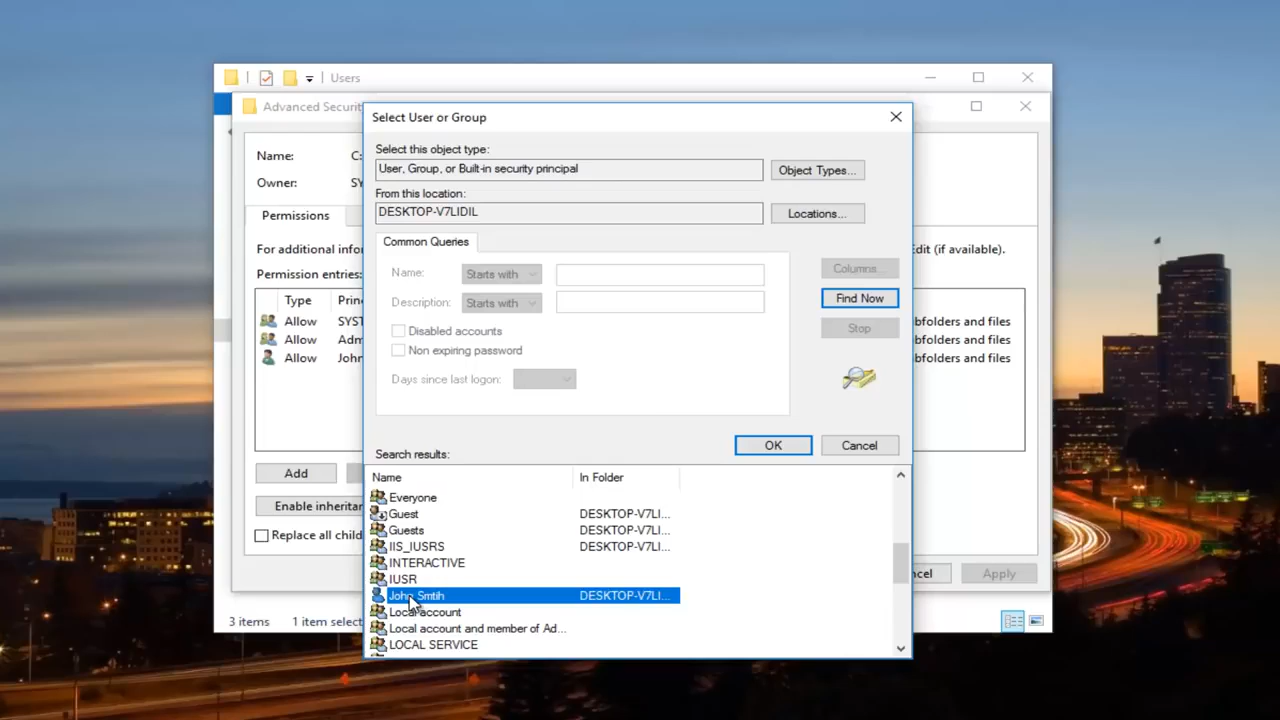 Users
Advanced Securit
Select User or Group
Name:
C:
Owner:
SY
Permissions
For additional infor
Edit (if available).
Permission entries:
Type
Prin
Allow
SYST
bfolders and files
Allow
Adm
bfolders and files
Allow
John
bfolders and files
Add
Enable inheritan
Replace all child
ncel
Apply
3 items
1 item select
Select this object type:
User, Group, or Built-in security principal
Object Types...
From this location:
DESKTOP-V7LIDIL
Locations...
Common Queries
Name:
Starts with
Columns...
Description:
Starts with
Find Now
Disabled accounts
Stop
Non expiring password
Days since last logon:
OK
Cancel
Search results:
Name
In Folder
Everyone
Guest
DESKTOP-V7LI...
Guests
DESKTOP-V7LI...
IIS_IUSRS
DESKTOP-V7LI...
INTERACTIVE
IUSR
John Smtih
DESKTOP-V7LI...
Local account
Local account and member of Ad...
LOCAL SERVICE